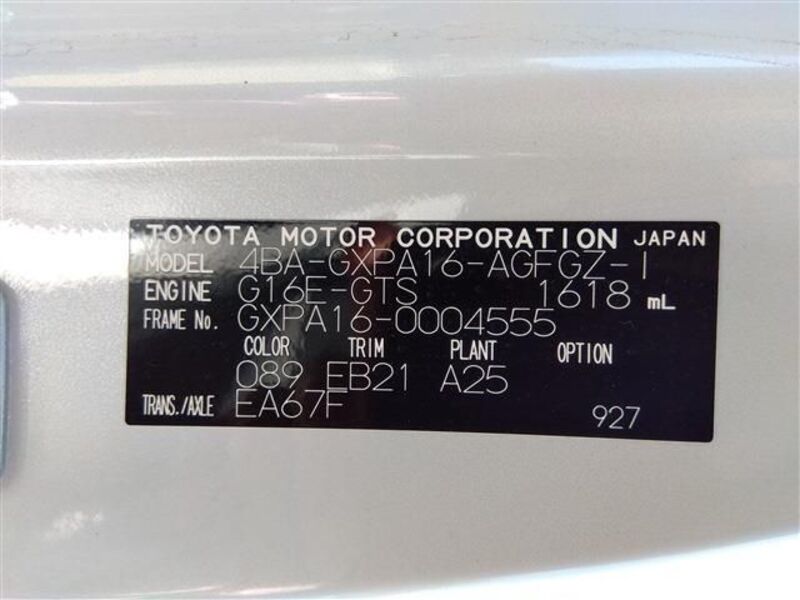 TOYOTA MOTOR CORPORATION JAPAN
MODEL 4BA-GXPA16-AGFGZ-1
ENGINE G16E-GTS 1618 mL
FRAME No. GXPA16-0004555
COLOR TRIM PLANT OPTION
089 EB21 A25
TRANS./AXLE EA67F
927